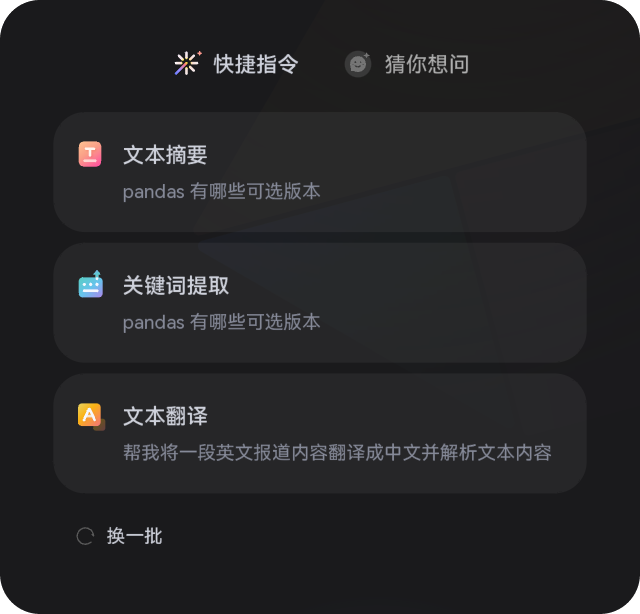 快捷指令
猜你想问
文本摘要
pandas 有哪些可选版本
关键词提取
pandas 有哪些可选版本
文本翻译
帮我将一段英文报道内容翻译成中文并解析文本内容
换一批